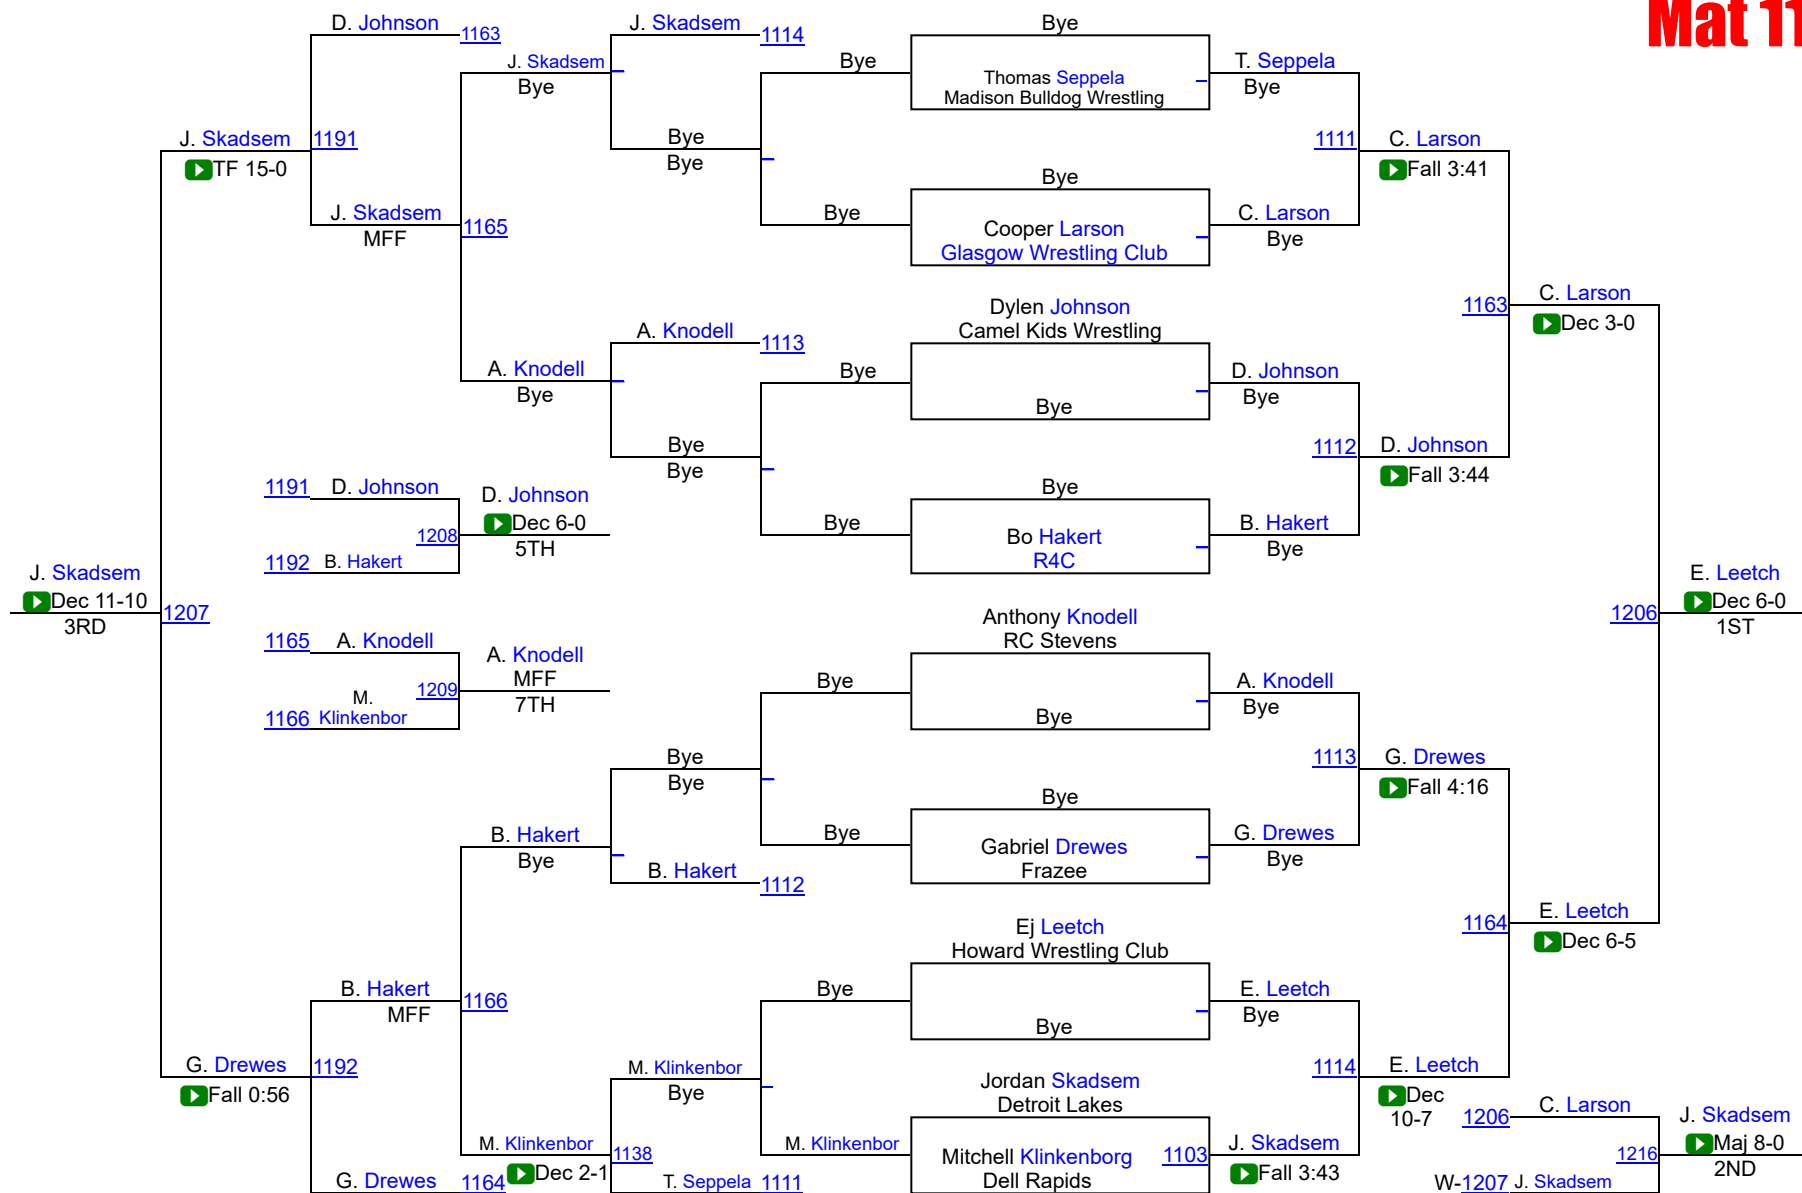 Mat 11
D. Johnson
1163
J. Skadsem
1114
Bye
J. Skadsem
Bye
Bye
Thomas Seppela
Madison Bulldog Wrestling
T. Seppela
Bye
J. Skadsem
1191
TF 15-0
Bye
Bye
1111
C. Larson
Fall 3:41
Bye
J. Skadsem
MFF
1165
Bye
Cooper Larson
Glasgow Wrestling Club
C. Larson
Bye
C. Larson
1163
Dec 3-0
Dylen Johnson
Camel Kids Wrestling
A. Knodell
1113
A. Knodell
Bye
Bye
Bye
D. Johnson
Bye
Bye
Bye
1112
D. Johnson
Fall 3:44
1191
D. Johnson
D. Johnson
Dec 6-0
5TH
1208
1192
B. Hakert
Bye
Bye
Bo Hakert
R4C
B. Hakert
Bye
J. Skadsem
Dec 11-10
3RD
1207
E. Leetch
Dec 6-0
1ST
1206
Anthony Knodell
RC Stevens
1165
A. Knodell
A. Knodell
MFF
7TH
1209
M.
1166
Klinkenbor
Bye
Bye
A. Knodell
Bye
Bye
Bye
1113
G. Drewes
Fall 4:16
Bye
B. Hakert
Bye
Bye
Gabriel Drewes
Frazee
G. Drewes
Bye
B. Hakert
1112
Ej Leetch
Howard Wrestling Club
1164
E. Leetch
Dec 6-5
B. Hakert
MFF
1166
Bye
Bye
E. Leetch
Bye
G. Drewes
1192
Fall 0:56
M. Klinkenbor
Bye
1114
E. Leetch
Dec
10-7
Jordan Skadsem
Detroit Lakes
1206
C. Larson
J. Skadsem
Maj 8-0
2ND
1216
M. Klinkenbor
1138
Dec 2-1
M. Klinkenbor
Mitchell Klinkenborg
1103
Dell Rapids
J. Skadsem
Fall 3:43
G. Drewes
1164
T. Seppela
1111
W-1207
J. Skadsem